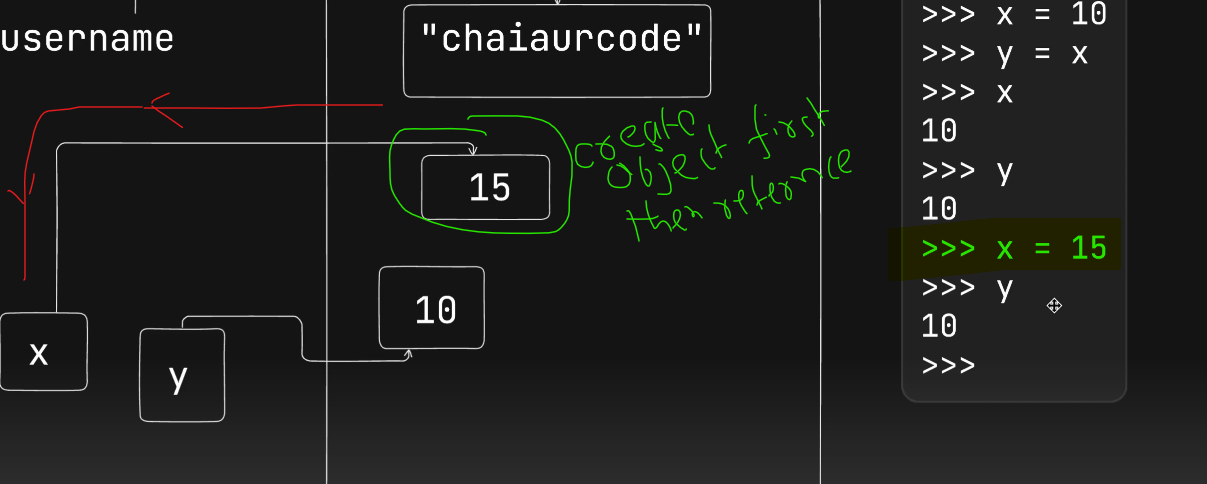 username
"chaiaurcode"
create
object first
then reference
15
10
x
y
>>> x = 10
>>> y = x
>>> x
10
>>> y
10
>>> x = 15
>>> y
10
>>>